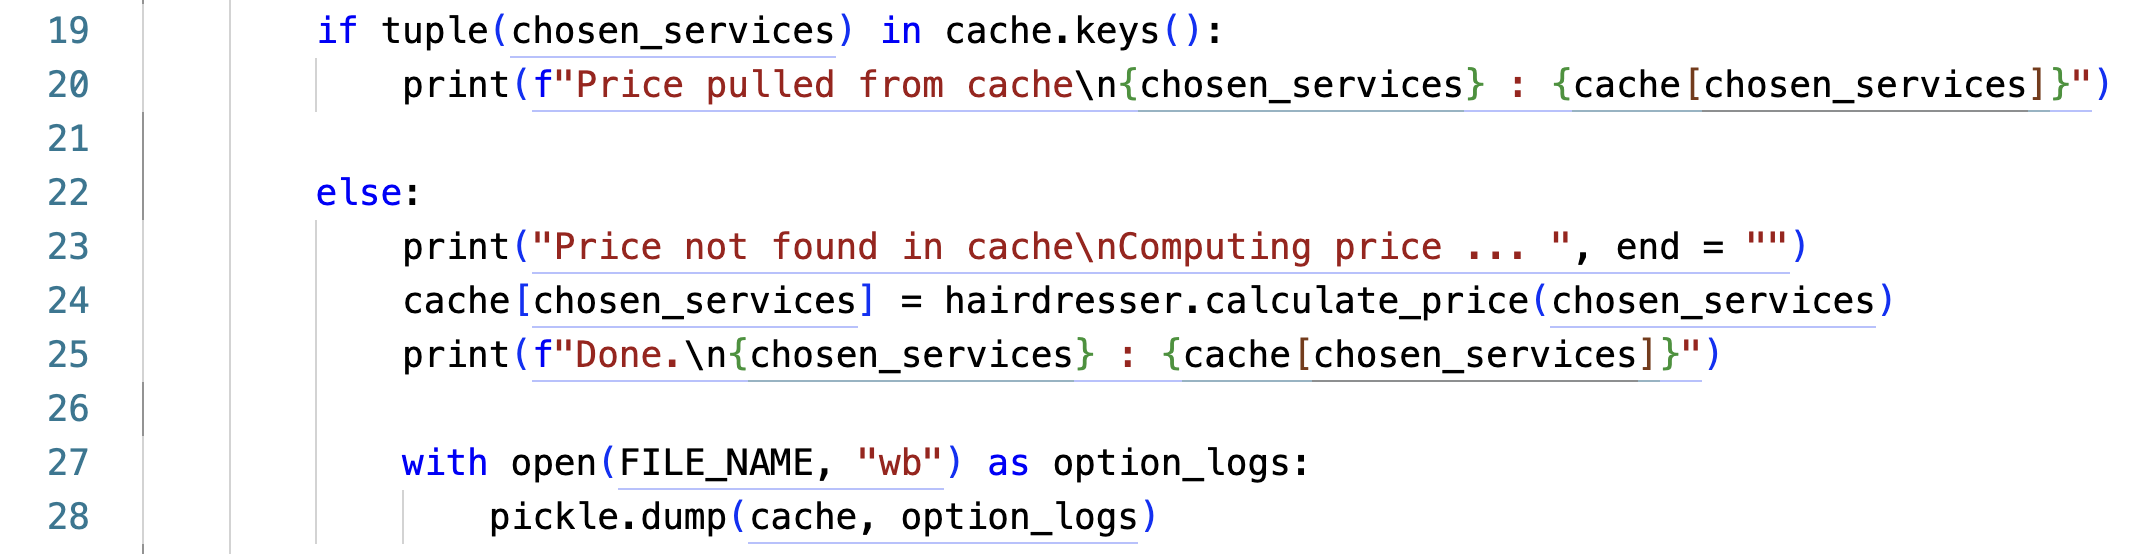 19 if tuple(chosen_services) in cache.keys():
20 print(f"Price pulled from cache\n{chosen_services} : {cache[chosen_services]}")
21
22 else:
23 print("Price not found in cache\nComputing price ... ", end = "")
24 cache[chosen_services] = hairdresser.calculate_price(chosen_services)
25 print(f"Done.\n{chosen_services} : {cache[chosen_services]}")
26
27 with open(FILE_NAME, "wb") as option_logs:
28 pickle.dump(cache, option_logs)